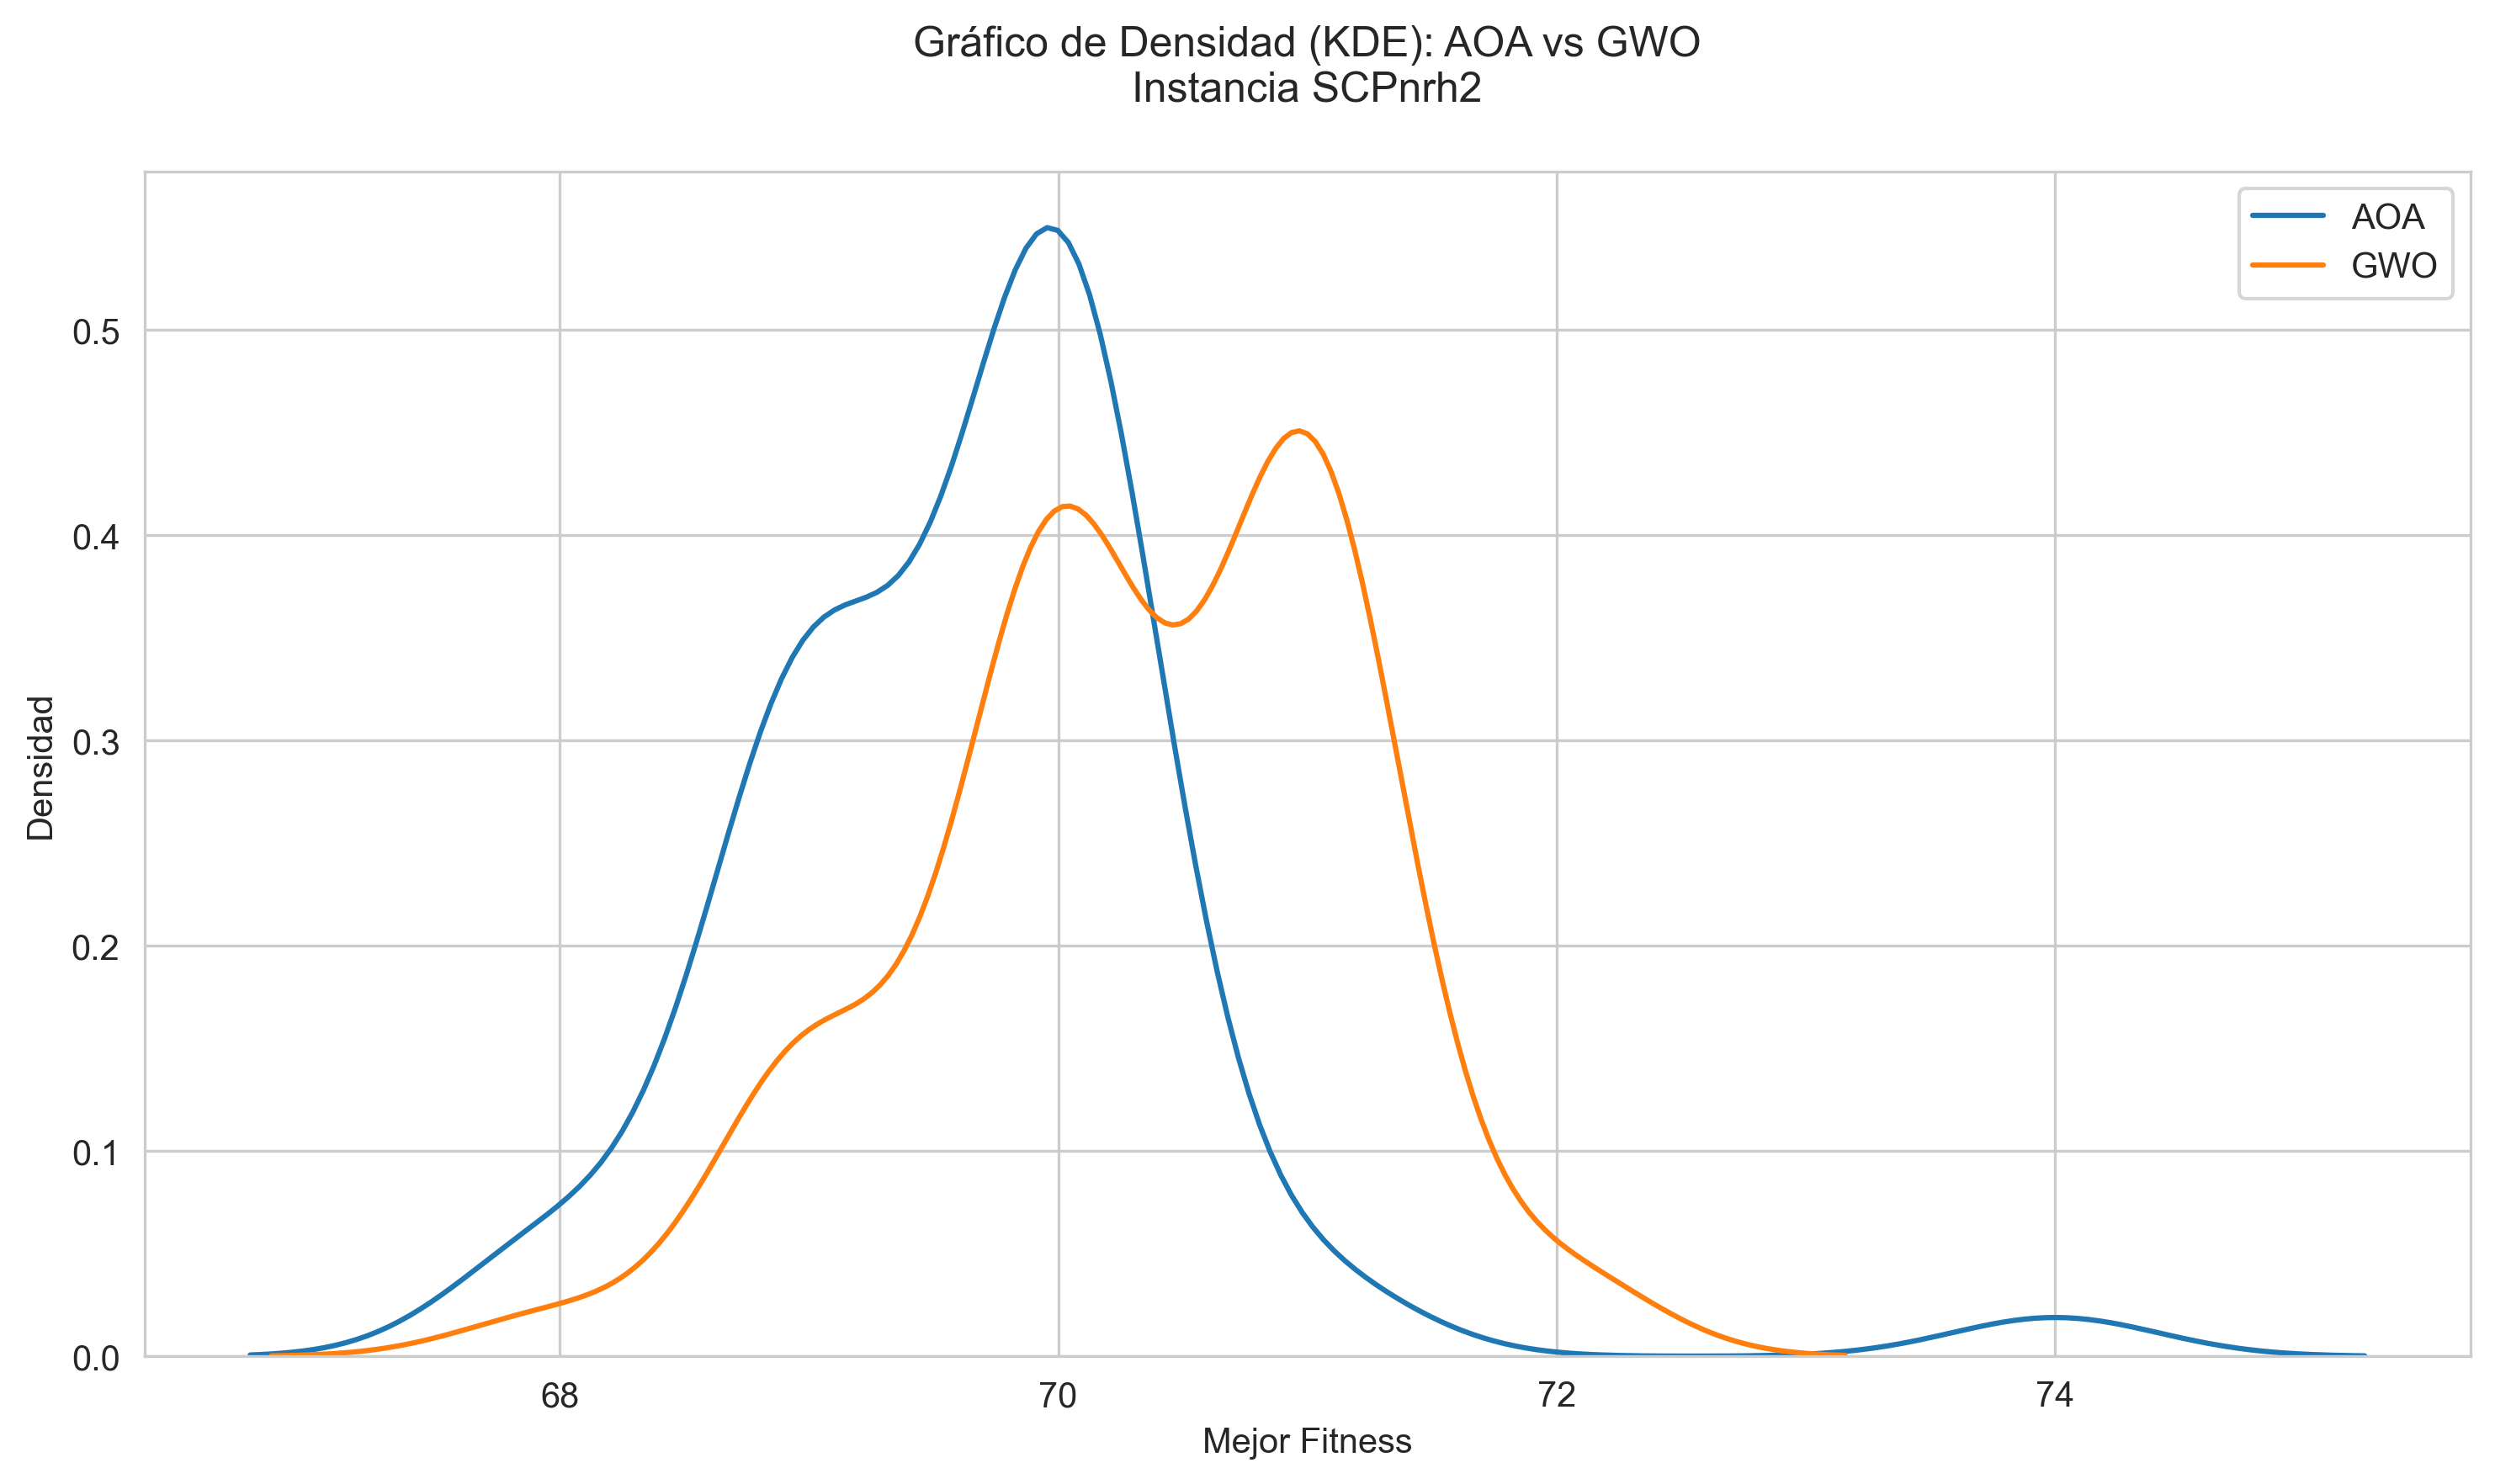 Gráfico de Densidad (KDE): AOA vs GWO
Instancia SCPnrh2
AOA
GWO
Densidad
0.5
0.4
0.3
0.2
0.1
0.0
68
70
72
74
Mejor Fitness